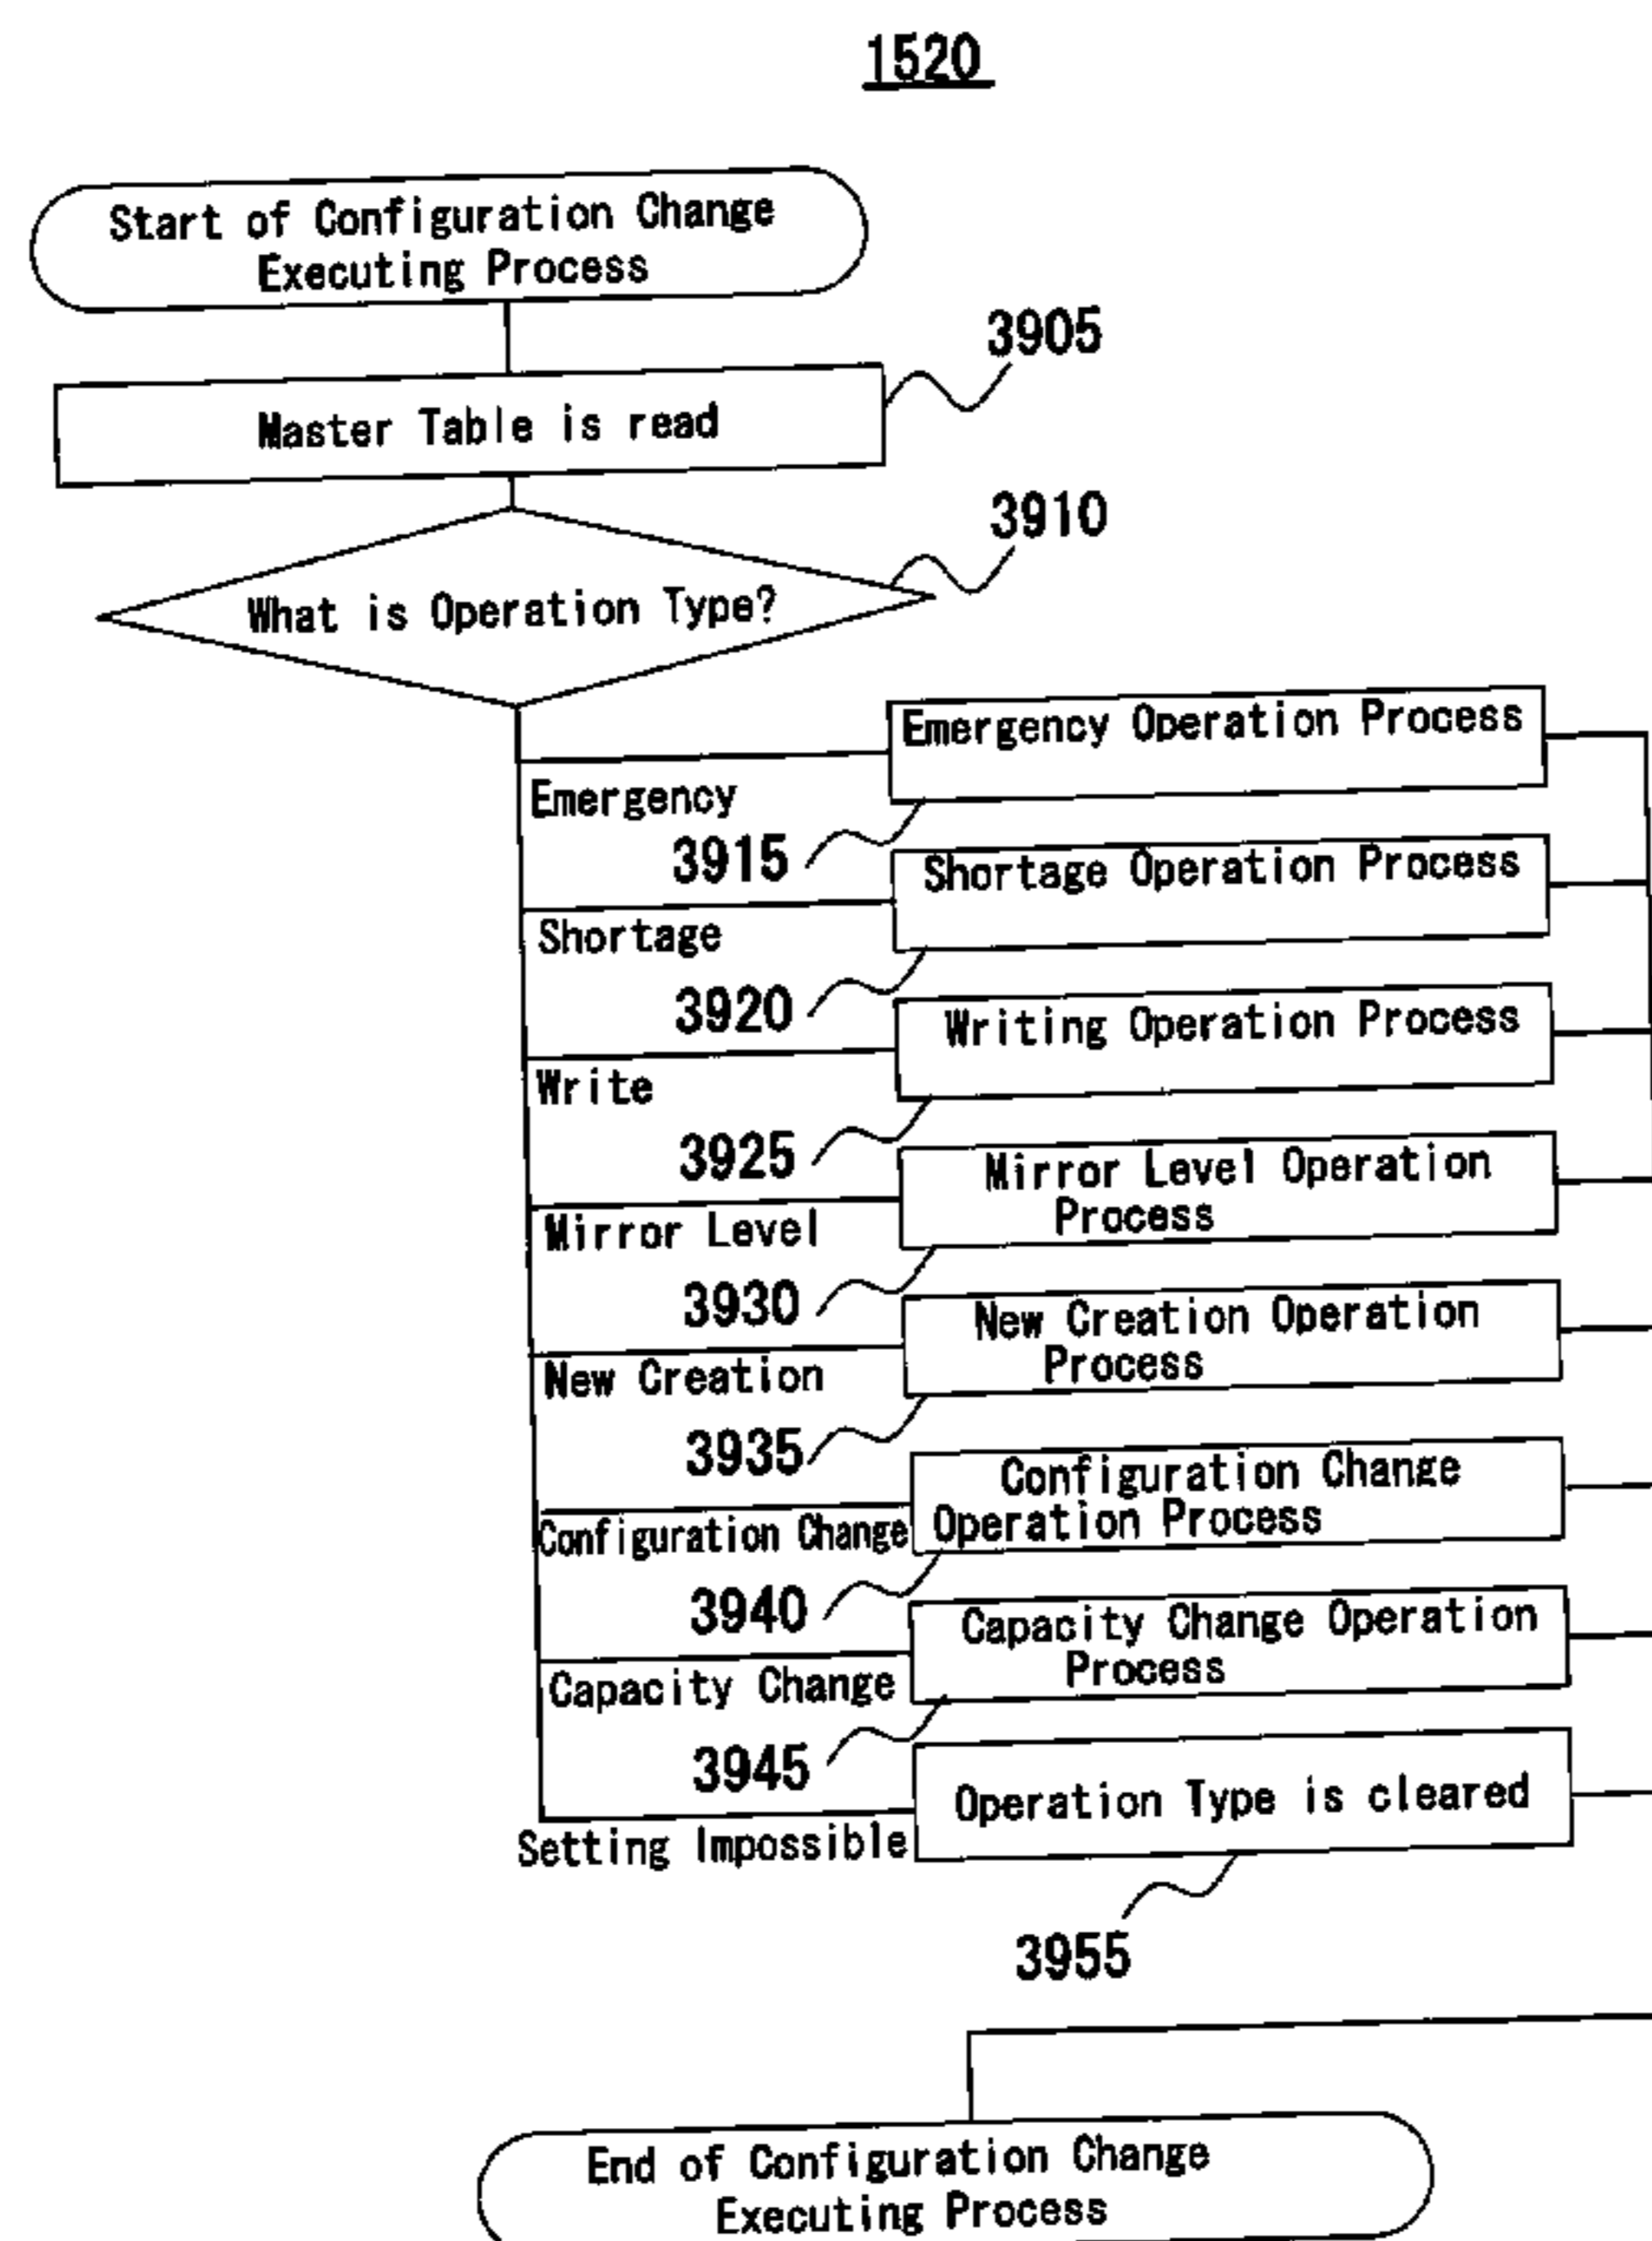 1520
Start of Configuration Change
Executing Process
3905
Master Table is read
3910
What is Operation Type?
Emergency Operation Process
Emergency
3915
Shortage Operation Process
Shortage
3920
Writing Operation Process
Write
3925
Mirror Level Operation
Process
Mirror Level
3930
New Creation Operation
Process
New Creation
3935
Configuration Change
Operation Process
Configuration Change
3940
Capacity Change Operation
Process
Capacity Change
3945
Operation Type is cleared
Setting Impossible
3955
End of Configuration Change
Executing Process